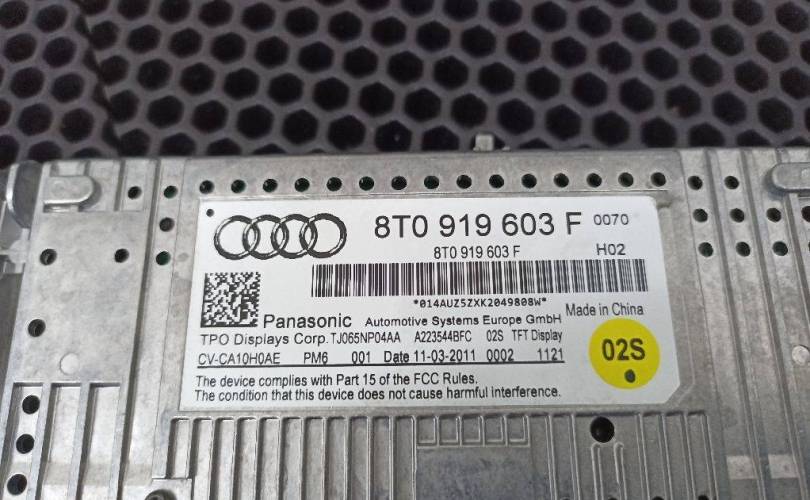 8T0 919 603 F 0070
8T0 919 603 F H02
*014AUZ5ZXK2049808W*
Panasonic Automotive Systems Europe GmbH Made in China
TPO Displays Corp. TJ065NP04AA A223544BFC 02S TFT Display
CV-CA10H0AE PM6 001 Date 11-03-2011 0002 1121
02S
The device complies with Part 15 of the FCC Rules.
The condition that this device does not cause harmful interference.